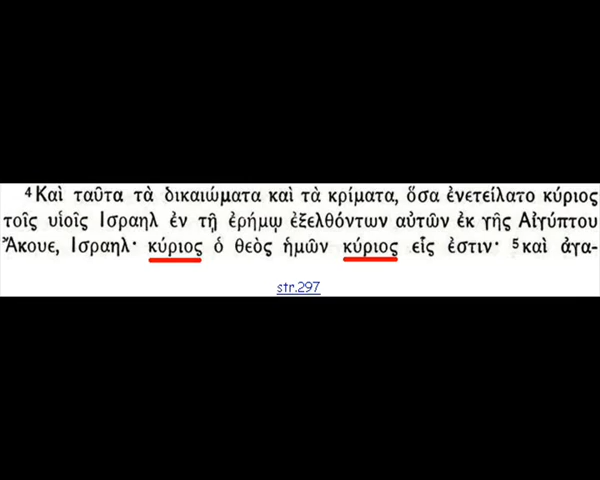 ⁴Καὶ ταῦτα τὰ δικαιώματα καὶ τὰ κρίματα, ὅσα ἐνετείλατο κύριος
τοῖς υἱοῖς Ισραηλ ἐν τῇ ἐρήμῳ ἐξελθόντων αὐτῶν ἐκ γῆς Αἰγύπτου
Ἄκουε, Ισραηλ· κύριος ὁ θεὸς ἡμῶν κύριος εἷς ἐστιν· ⁵καὶ ἀγα-
str.297